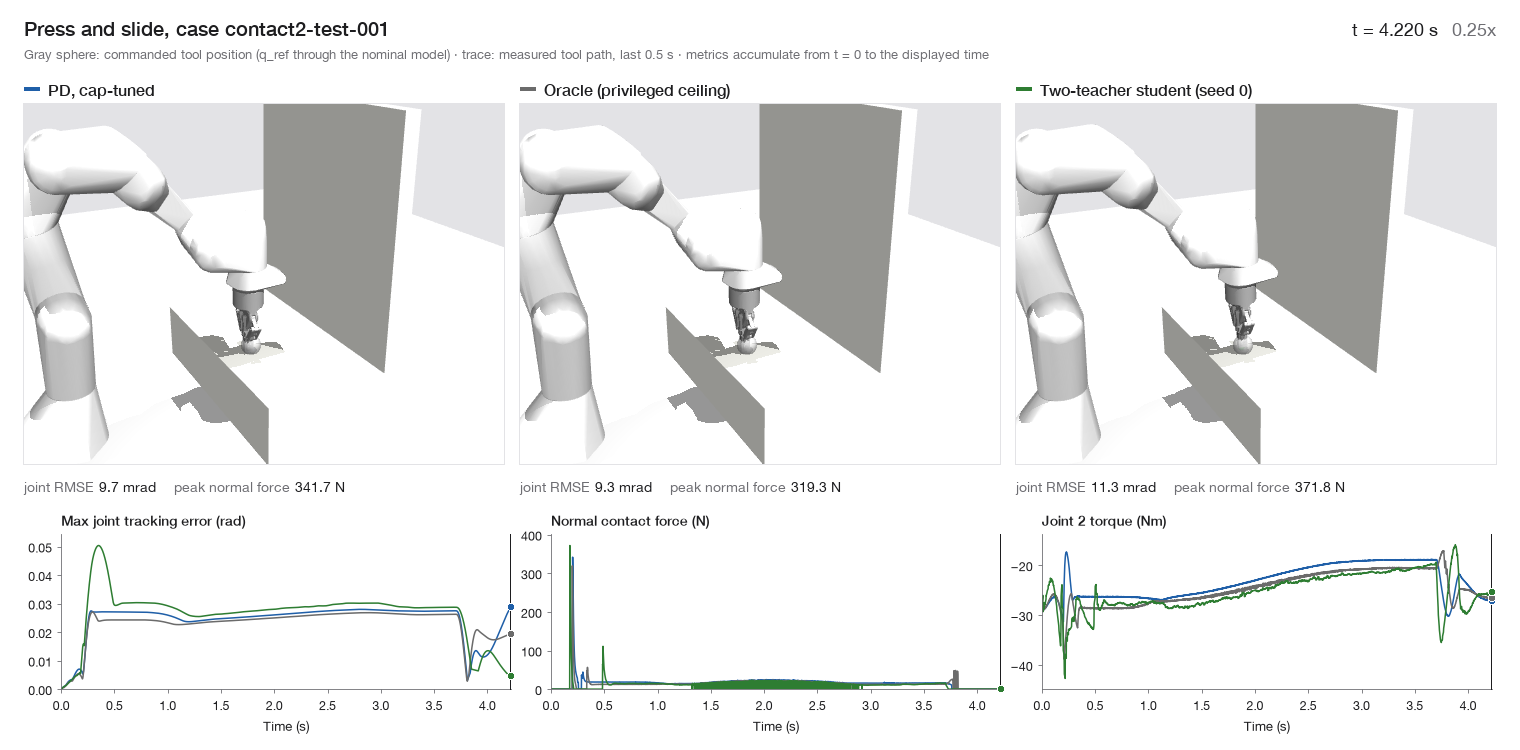 Press and slide, case contact2-test-001
t = 4.220 s 0.25x
Gray sphere: commanded tool position (q_ref through the nominal model) · trace: measured tool path, last 0.5 s · metrics accumulate from t = 0 to the displayed time
PD, cap-tuned
Oracle (privileged ceiling)
Two-teacher student (seed 0)
joint RMSE 9.7 mrad peak normal force 341.7 N
joint RMSE 9.3 mrad peak normal force 319.3 N
joint RMSE 11.3 mrad peak normal force 371.8 N
Max joint tracking error (rad)
0.05
0.04
0.03
0.02
0.01
0.00
0.0 0.5 1.0 1.5 2.0 2.5 3.0 3.5 4.0
Time (s)
Normal contact force (N)
400
300
200
100
0
0.0 0.5 1.0 1.5 2.0 2.5 3.0 3.5 4.0
Time (s)
Joint 2 torque (Nm)
−20
−30
−40
0.0 0.5 1.0 1.5 2.0 2.5 3.0 3.5 4.0
Time (s)